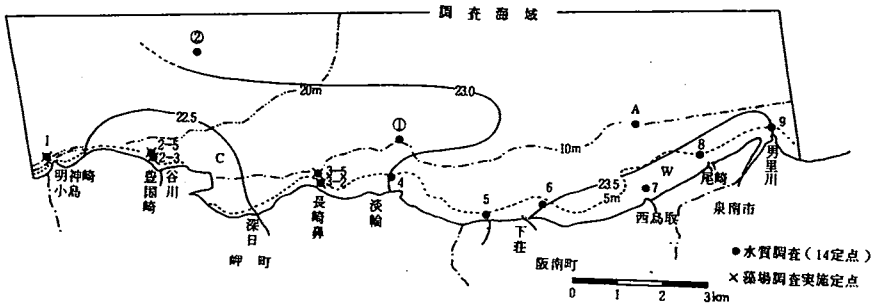 調査海域
②
20m
23.0
22.5
1
2-5
2-3
C
①
A
10m
9
8
3-5
3-2
4
W
7
23.5
5m
6
5
明神崎
小島
豊国崎
谷川
深日
長崎鼻
淡輪
下荘
西鳥取
尾崎
男里川
泉南市
岬町
阪南町
●水質調査(14定点)
×藻場調査実施定点
0 1 2 3km